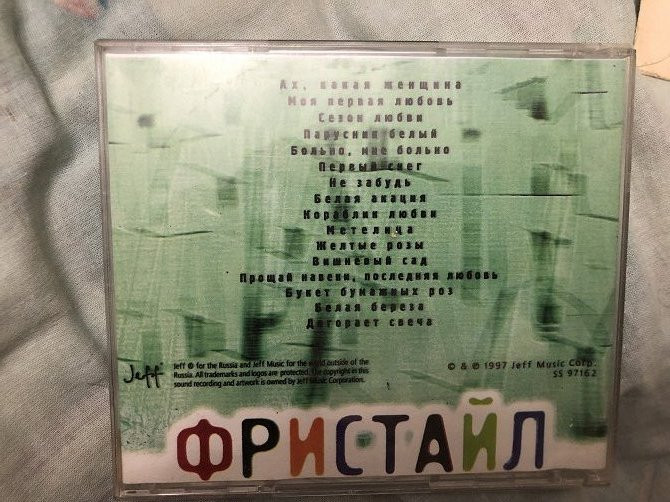 Ах, какая женщина
Моя первая любовь
Сезон любви
Парусник белый
Больно, мне больно
Первый снег
Не забудь
Белая акация
Кораблик любви
Метелица
Желтые розы
Вишневый сад
Прощай навеки, последняя любовь
Букет бумажных роз
Белая береза
Догорает свеча
Jeff
Jeff ® for the Russia and Jeff Music for the world outside of the
Russia. All trademarks and logos are protected. The copyright in this
sound recording and artwork is owned by Jeff Music Corporation.
© & ℗ 1997 Jeff Music Corp.
SS 97162
ФРИСТАЙЛ